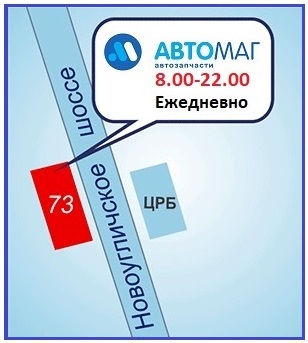 АВТОМАГ
автозапчасти
8.00-22.00
Ежедневно
Новоугличское шоссе
73
ЦРБ